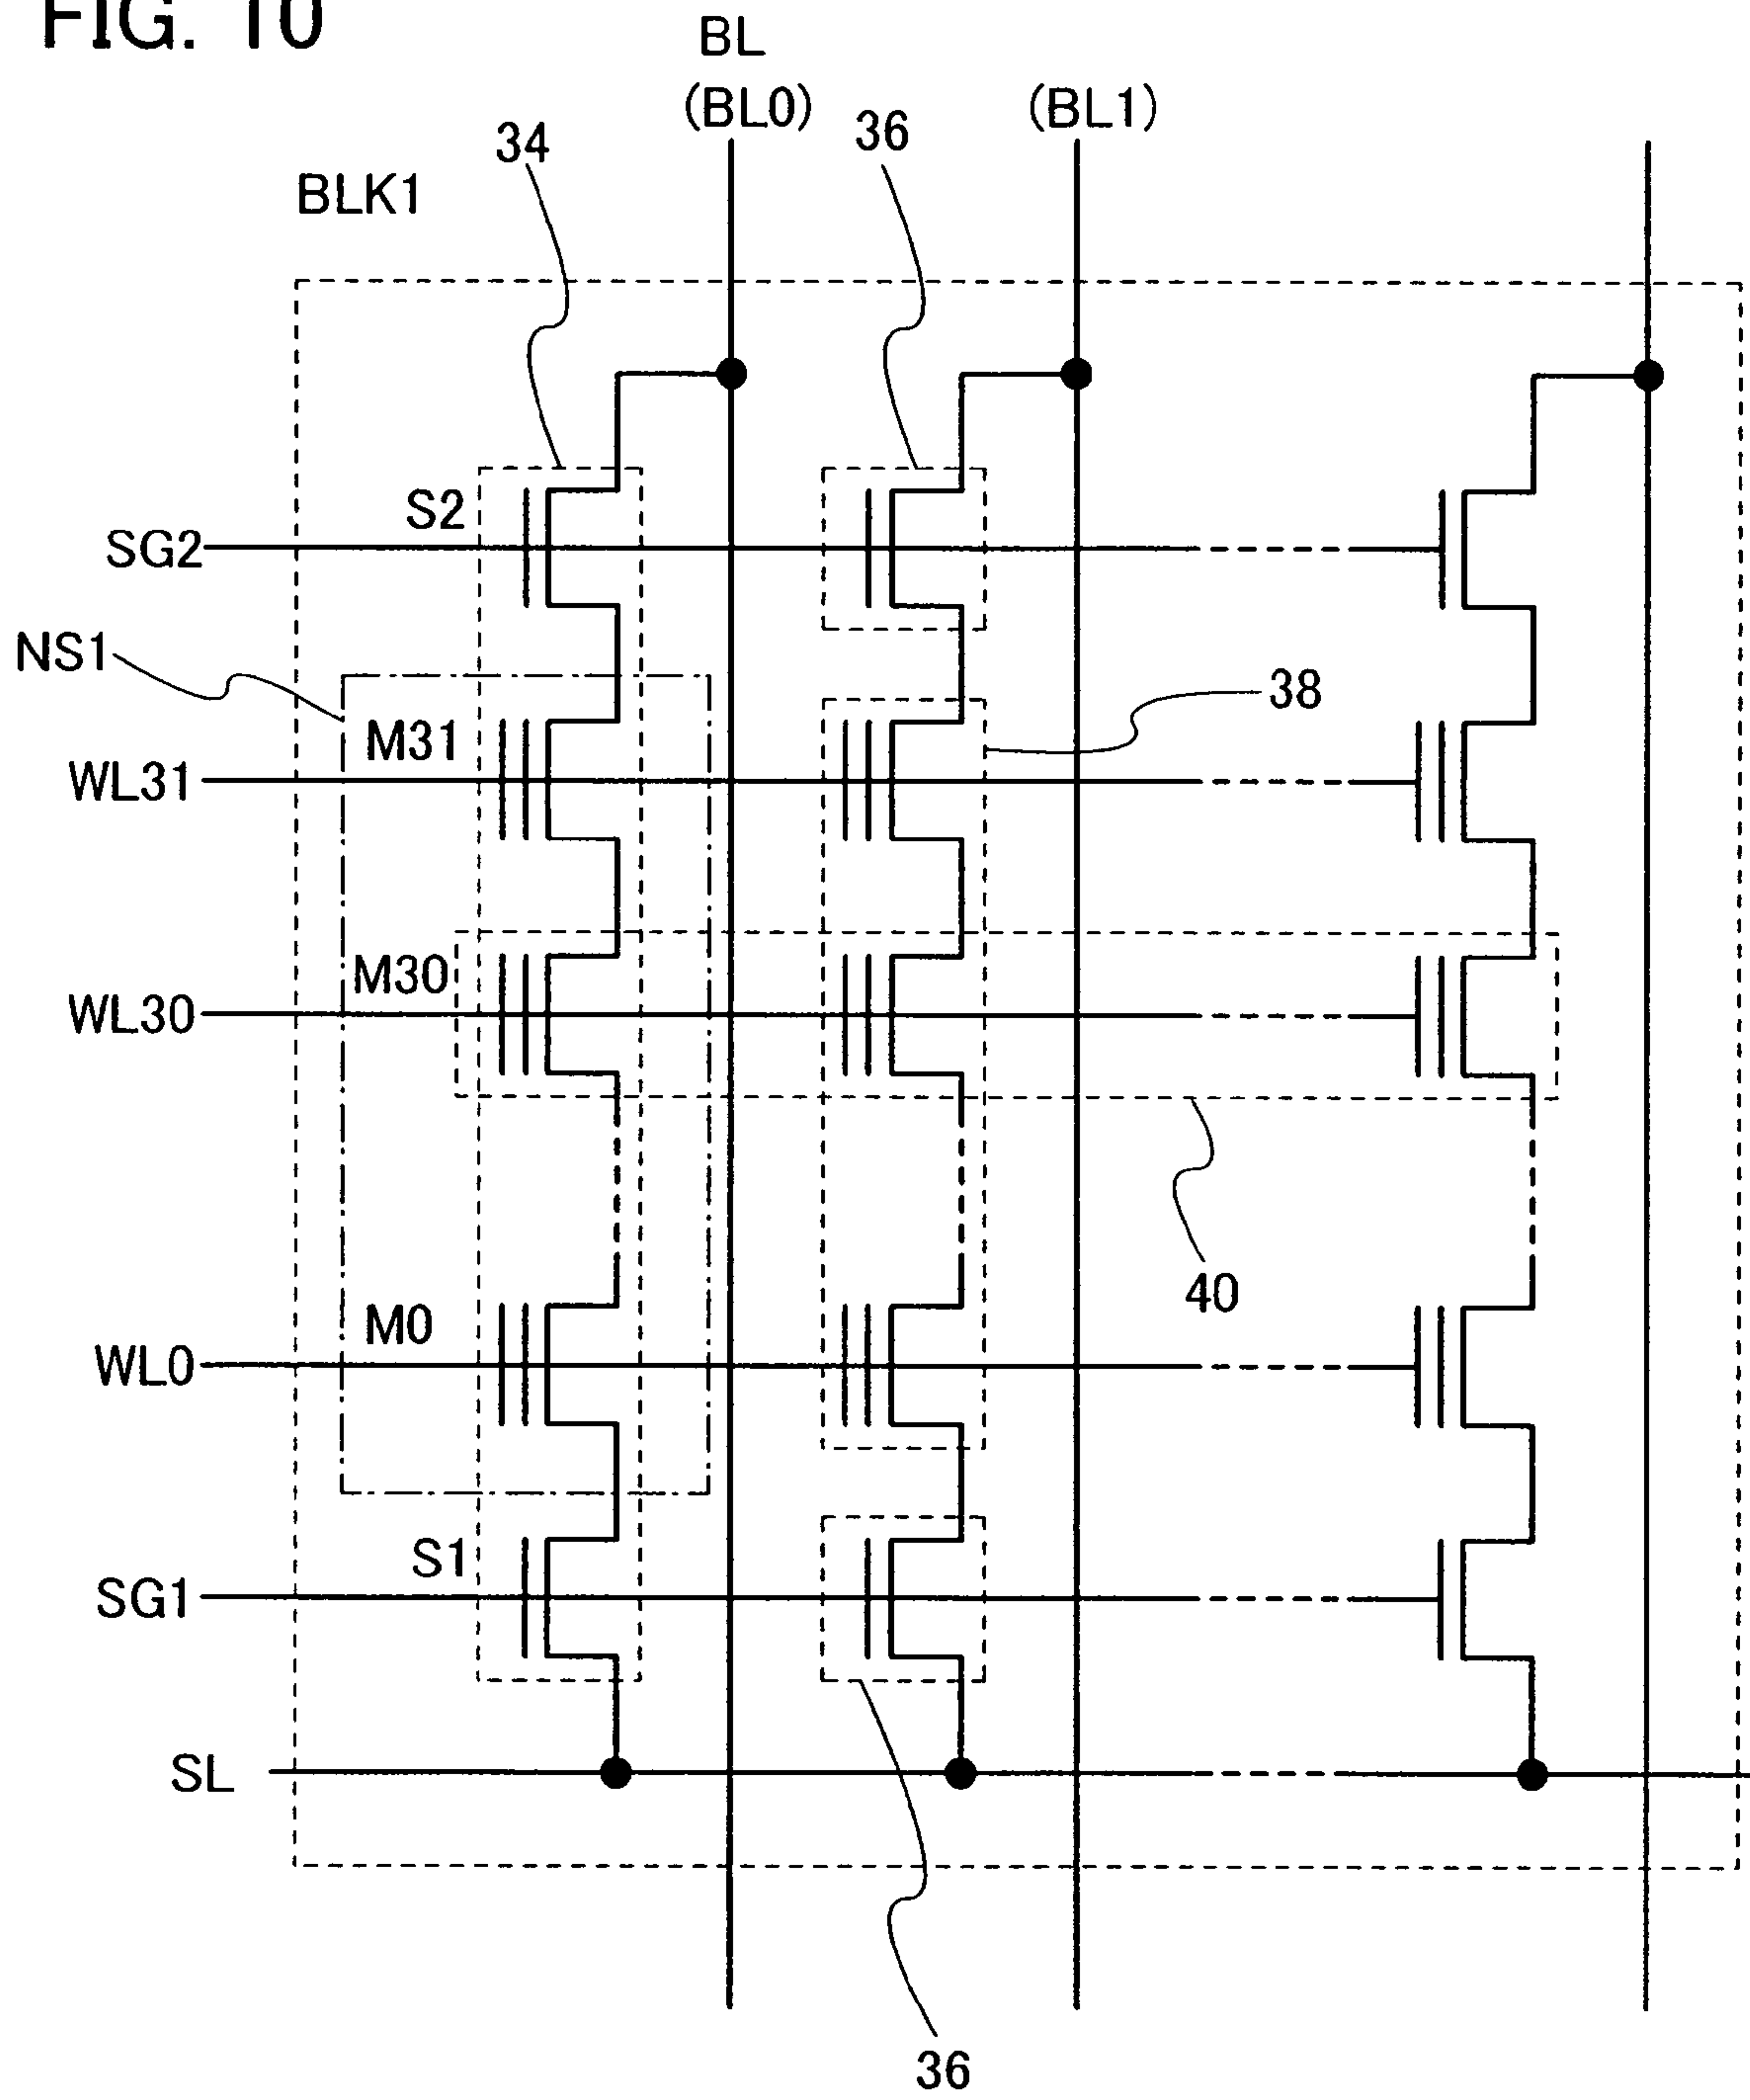 FIG. 10
BL
(BL0)
(BL1)
34
36
BLK1
S2
SG2
NS1
38
M31
WL31
M30
WL30
40
M0
WL0
S1
SG1
SL
36